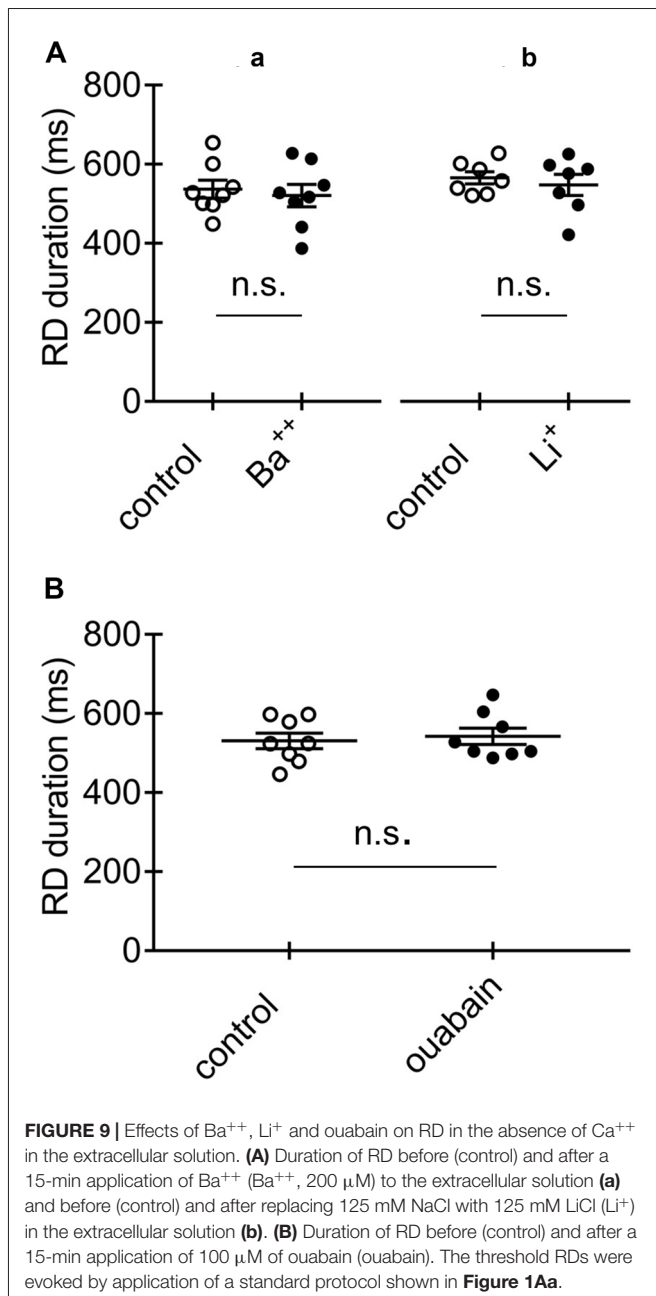 A
a
b
800
600
400
200
0
RD duration (ms)
n.s.
n.s.
control
Ba⁺⁺
control
Li⁺
B
800
600
400
200
0
RD duration (ms)
n.s.
control
ouabain
FIGURE 9 | Effects of Ba⁺⁺, Li⁺ and ouabain on RD in the absence of Ca⁺⁺
in the extracellular solution. (A) Duration of RD before (control) and after a
15-min application of Ba⁺⁺ (Ba⁺⁺, 200 μM) to the extracellular solution (a)
and before (control) and after replacing 125 mM NaCl with 125 mM LiCl (Li⁺)
in the extracellular solution (b). (B) Duration of RD before (control) and after a
15-min application of 100 μM of ouabain (ouabain). The threshold RDs were
evoked by application of a standard protocol shown in Figure 1Aa.